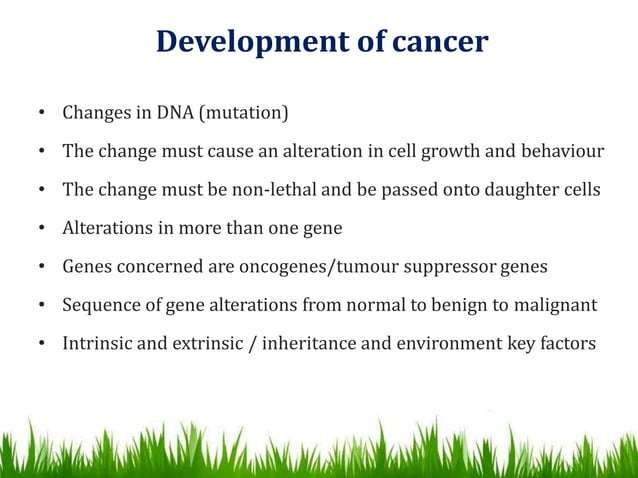 Development of cancer
• Changes in DNA (mutation)
• The change must cause an alteration in cell growth and behaviour
• The change must be non-lethal and be passed onto daughter cells
• Alterations in more than one gene
• Genes concerned are oncogenes/tumour suppressor genes
• Sequence of gene alterations from normal to benign to malignant
• Intrinsic and extrinsic / inheritance and environment key factors